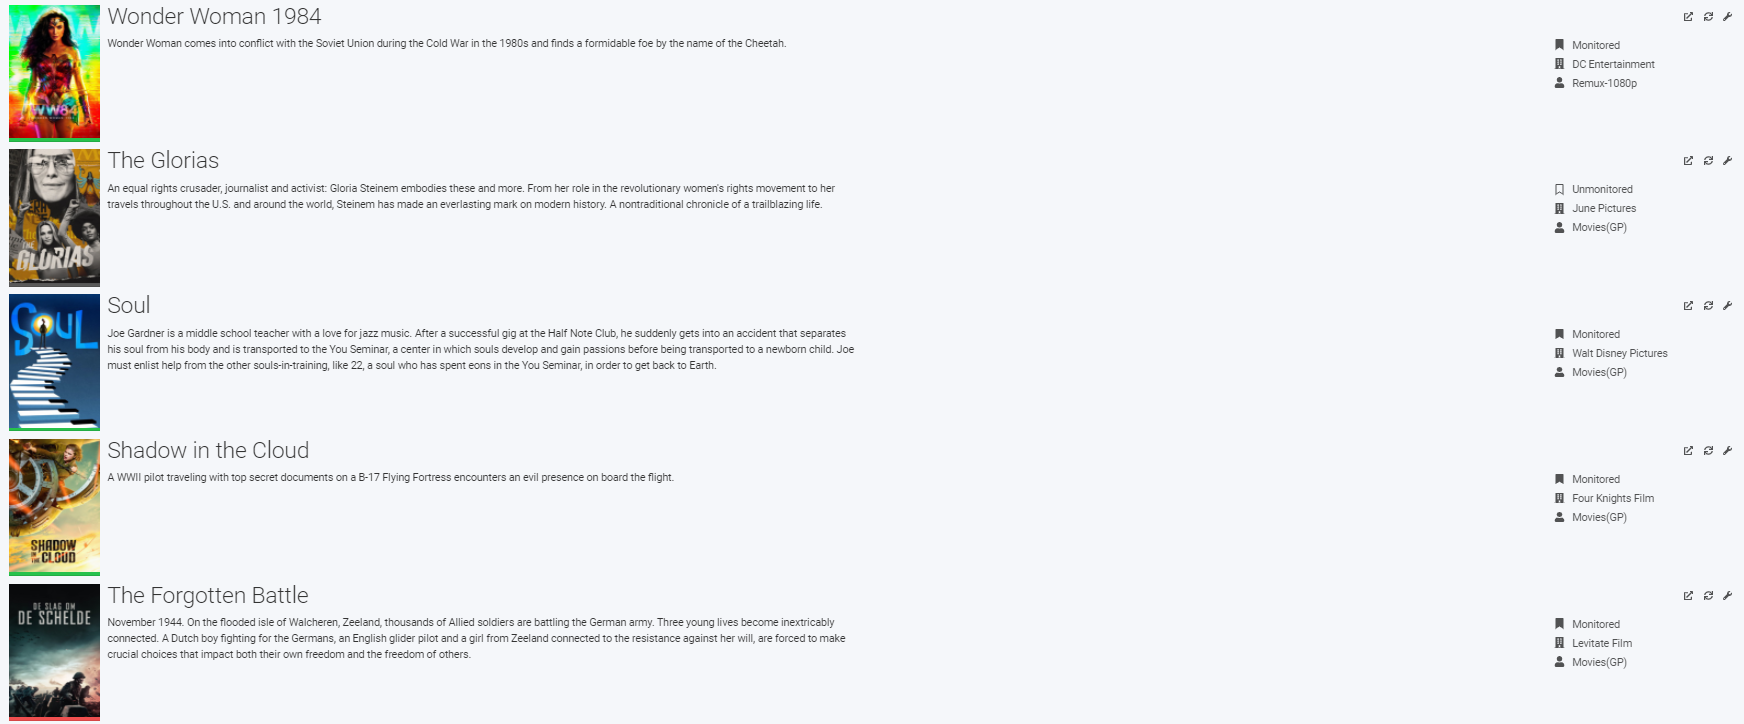 Wonder Woman 1984
Wonder Woman comes into conflict with the Soviet Union during the Cold War in the 1980s and finds a formidable foe by the name of the Cheetah.
Monitored
DC Entertainment
Remux-1080p
WW84
The Glorias
An equal rights crusader, journalist and activist: Gloria Steinem embodies these and more. From her role in the revolutionary women's rights movement to her
travels throughout the U.S. and around the world, Steinem has made an everlasting mark on modern history. A nontraditional chronicle of a trailblazing life.
Unmonitored
June Pictures
Movies(GP)
THE
GLORIAS
Soul
Joe Gardner is a middle school teacher with a love for jazz music. After a successful gig at the Half Note Club, he suddenly gets into an accident that separates
his soul from his body and is transported to the You Seminar, a center in which souls develop and gain passions before being transported to a newborn child. Joe
must enlist help from the other souls-in-training, like 22, a soul who has spent eons in the You Seminar, in order to get back to Earth.
Monitored
Walt Disney Pictures
Movies(GP)
SOUL
Shadow in the Cloud
A WWII pilot traveling with top secret documents on a B-17 Flying Fortress encounters an evil presence on board the flight.
Monitored
Four Knights Film
Movies(GP)
SHADOW
IN THE CLOUD
The Forgotten Battle
November 1944. On the flooded isle of Walcheren, Zeeland, thousands of Allied soldiers are battling the German army. Three young lives become inextricably
connected. A Dutch boy fighting for the Germans, an English glider pilot and a girl from Zeeland connected to the resistance against her will, are forced to make
crucial choices that impact both their own freedom and the freedom of others.
Monitored
Levitate Film
Movies(GP)
DE SLAG OM
DE SCHELDE